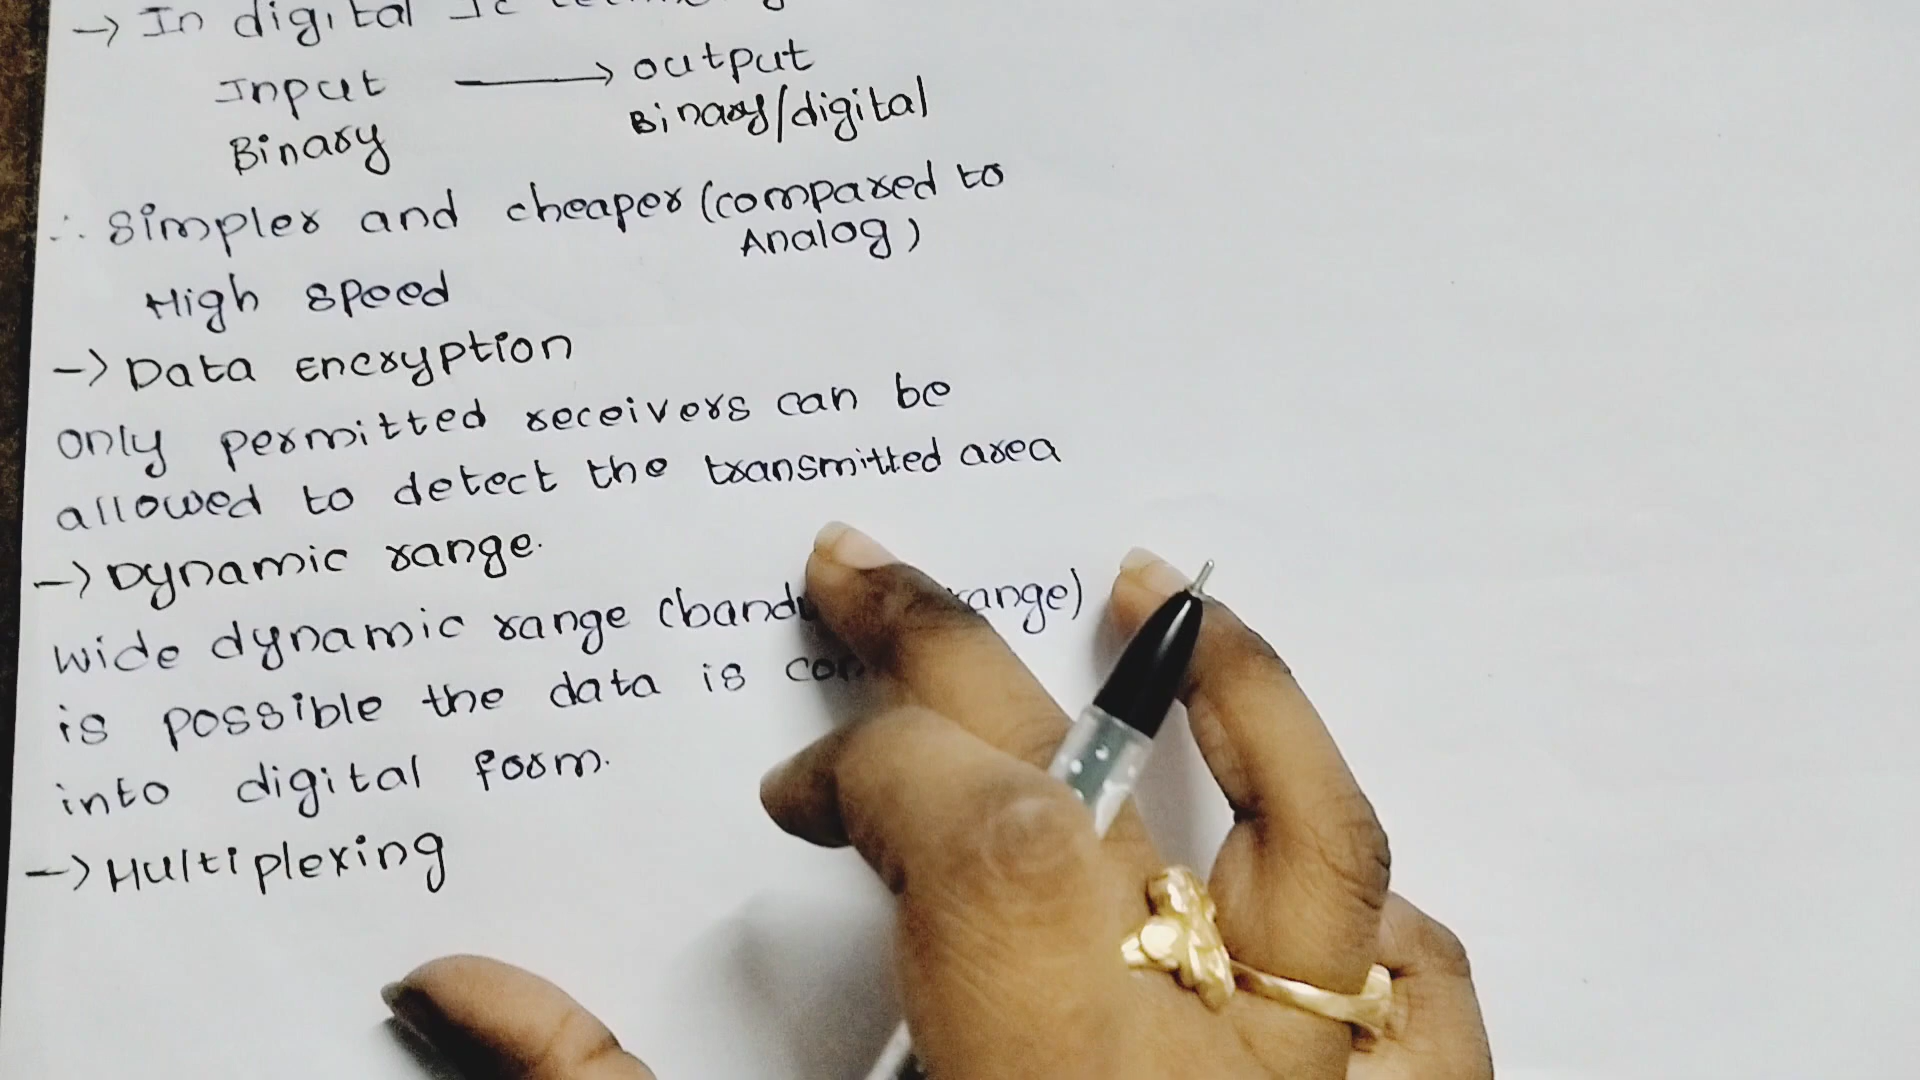 → In digital Ic
Input → output
Binary Binary/digital
∴ Simpler and cheaper (compared to
Analog)
High speed
→ Data Encryption
only permitted receivers can be
allowed to detect the transmitted area
→ Dynamic range.
wide dynamic range (range)
is possible the data is
into digital form.
→ Multiplexing